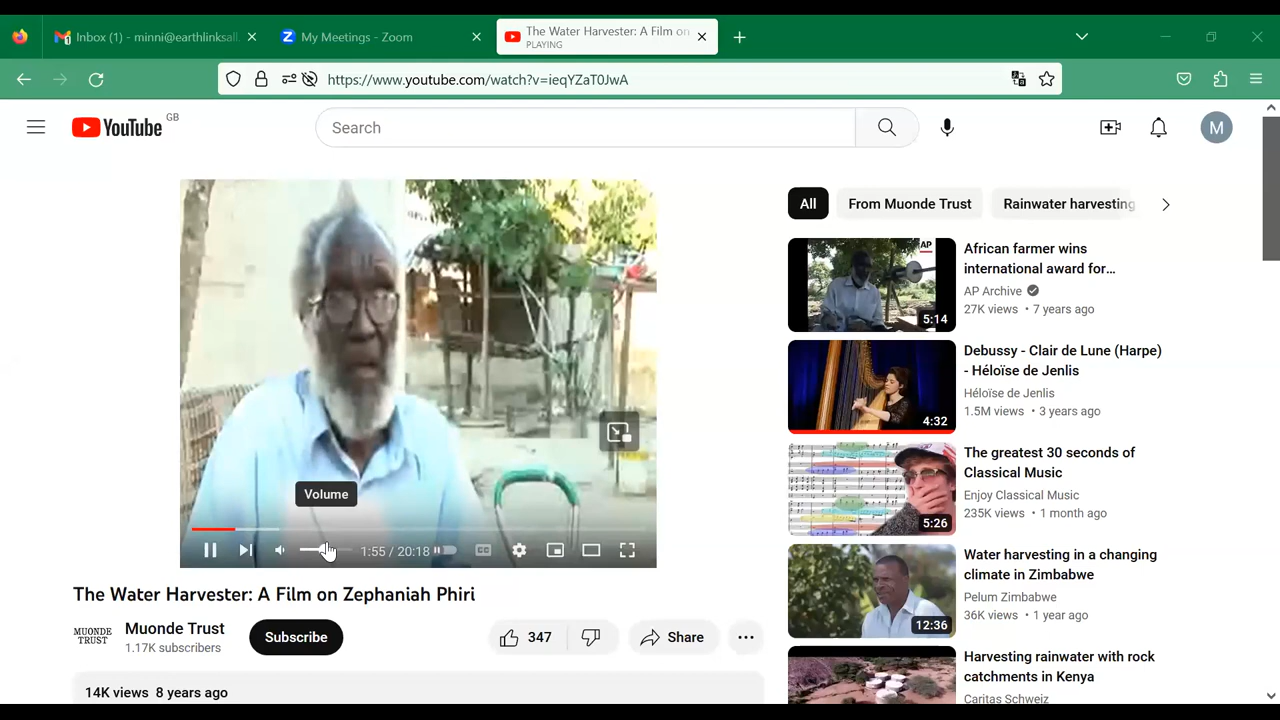 Inbox (1) - minni@earthlinksall.
My Meetings - Zoom
The Water Harvester: A Film on
PLAYING
https://www.youtube.com/watch?v=ieqYZaT0JwA
YouTube GB
Search
M
All
From Muonde Trust
Rainwater harvesting
AP
5:14
African farmer wins
international award for...
AP Archive
27K views • 7 years ago
4:32
Debussy - Clair de Lune (Harpe)
- Héloïse de Jenlis
Héloïse de Jenlis
1.5M views • 3 years ago
5:26
The greatest 30 seconds of
Classical Music
Enjoy Classical Music
235K views • 1 month ago
12:36
Water harvesting in a changing
climate in Zimbabwe
Pelum Zimbabwe
36K views • 1 year ago
Harvesting rainwater with rock
catchments in Kenya
Caritas Schweiz
Volume
1:55 / 20:18
CC
The Water Harvester: A Film on Zephaniah Phiri
MUONDE
TRUST
Muonde Trust
1.17K subscribers
Subscribe
347
Share
14K views 8 years ago